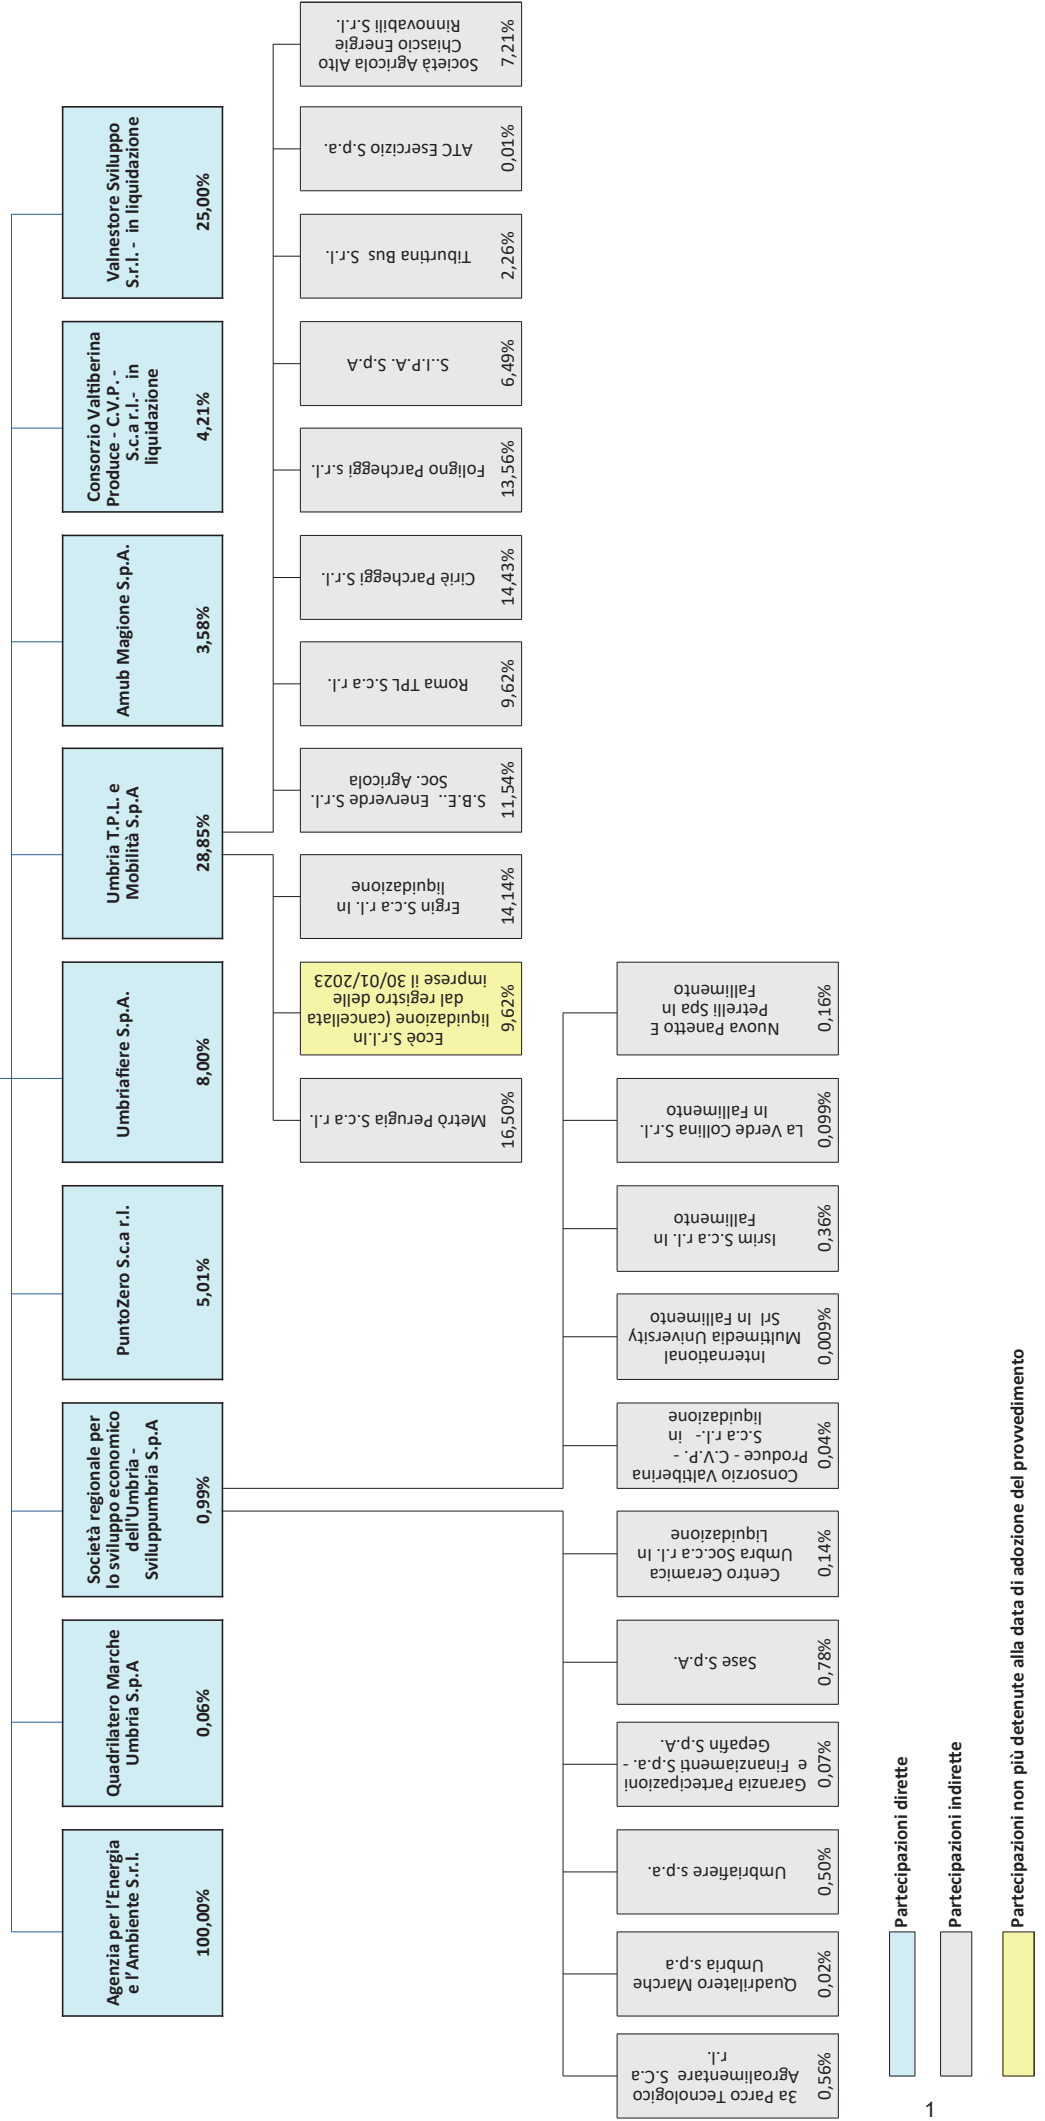 Agenzia per l'Energia
e l'Ambiente S.r.l.
100,00%
Quadrilatero Marche
Umbria S.p.A
0,06%
Società regionale per
lo sviluppo economico
dell'Umbria -
Sviluppumbria S.p.A
0,99%
PuntoZero S.c.a r.l.
5,01%
Umbriafiere S.p.A.
8,00%
Umbria T.P.L. e
Mobilità S.p.A
28,85%
Amub Magione S.p.A.
3,58%
Consorzio Valtiberina
Produce - C.V.P. -
S.c.a r.l.- in
liquidazione
4,21%
Valnestore Sviluppo
S.r.l. - in liquidazione
25,00%
Metrò Perugia S.c.a r.l.
16,50%
Ecoè S.r.l.In
liquidazione (cancellata
dal registro delle
imprese il 30/01/2023
9,62%
Ergin S.c.a r.l. In
liquidazione
14,14%
S.B.E.. Enerverde S.r.l.
Soc. Agricola
11,54%
Roma TPL S.c.a r.l.
9,62%
Ciriè Parcheggi S.r.l.
14,43%
Foligno Parcheggi s.r.l.
13,56%
S..I.P.A. S.p.A
6,49%
Tiburtina Bus S.r.l.
2,26%
ATC Esercizio S.p.a.
0,01%
Società Agricola Alto
Chiascio Energie
Rinnovabili S.r.l.
7,21%
3a Parco Tecnologico
Agroalimentare S.C.a
r.l.
0,56%
Quadrilatero Marche
Umbria s.p.a
0,02%
Umbriafiere s.p.a.
0,50%
Garanzia Partecipazioni
e Finanziamenti S.p.a. -
Gepafin S.p.A.
0,07%
Sase S.p.A.
0,78%
Centro Ceramica
Umbra Soc.c.a r.l. In
Liquidazione
0,14%
Consorzio Valtiberina
Produce - C.V.P. -
S.c.a r.l.- in
liquidazione
0,04%
International
Multimedia University
Srl In Fallimento
0,009%
Isrim S.c.a r.l. In
Fallimento
0,36%
La Verde Collina S.r.l.
In Fallimento
0,099%
Nuova Panetto E
Petrelli Spa In
Fallimento
0,16%
Partecipazioni dirette
Partecipazioni indirette
Partecipazioni non più detenute alla data di adozione del provvedimento
1